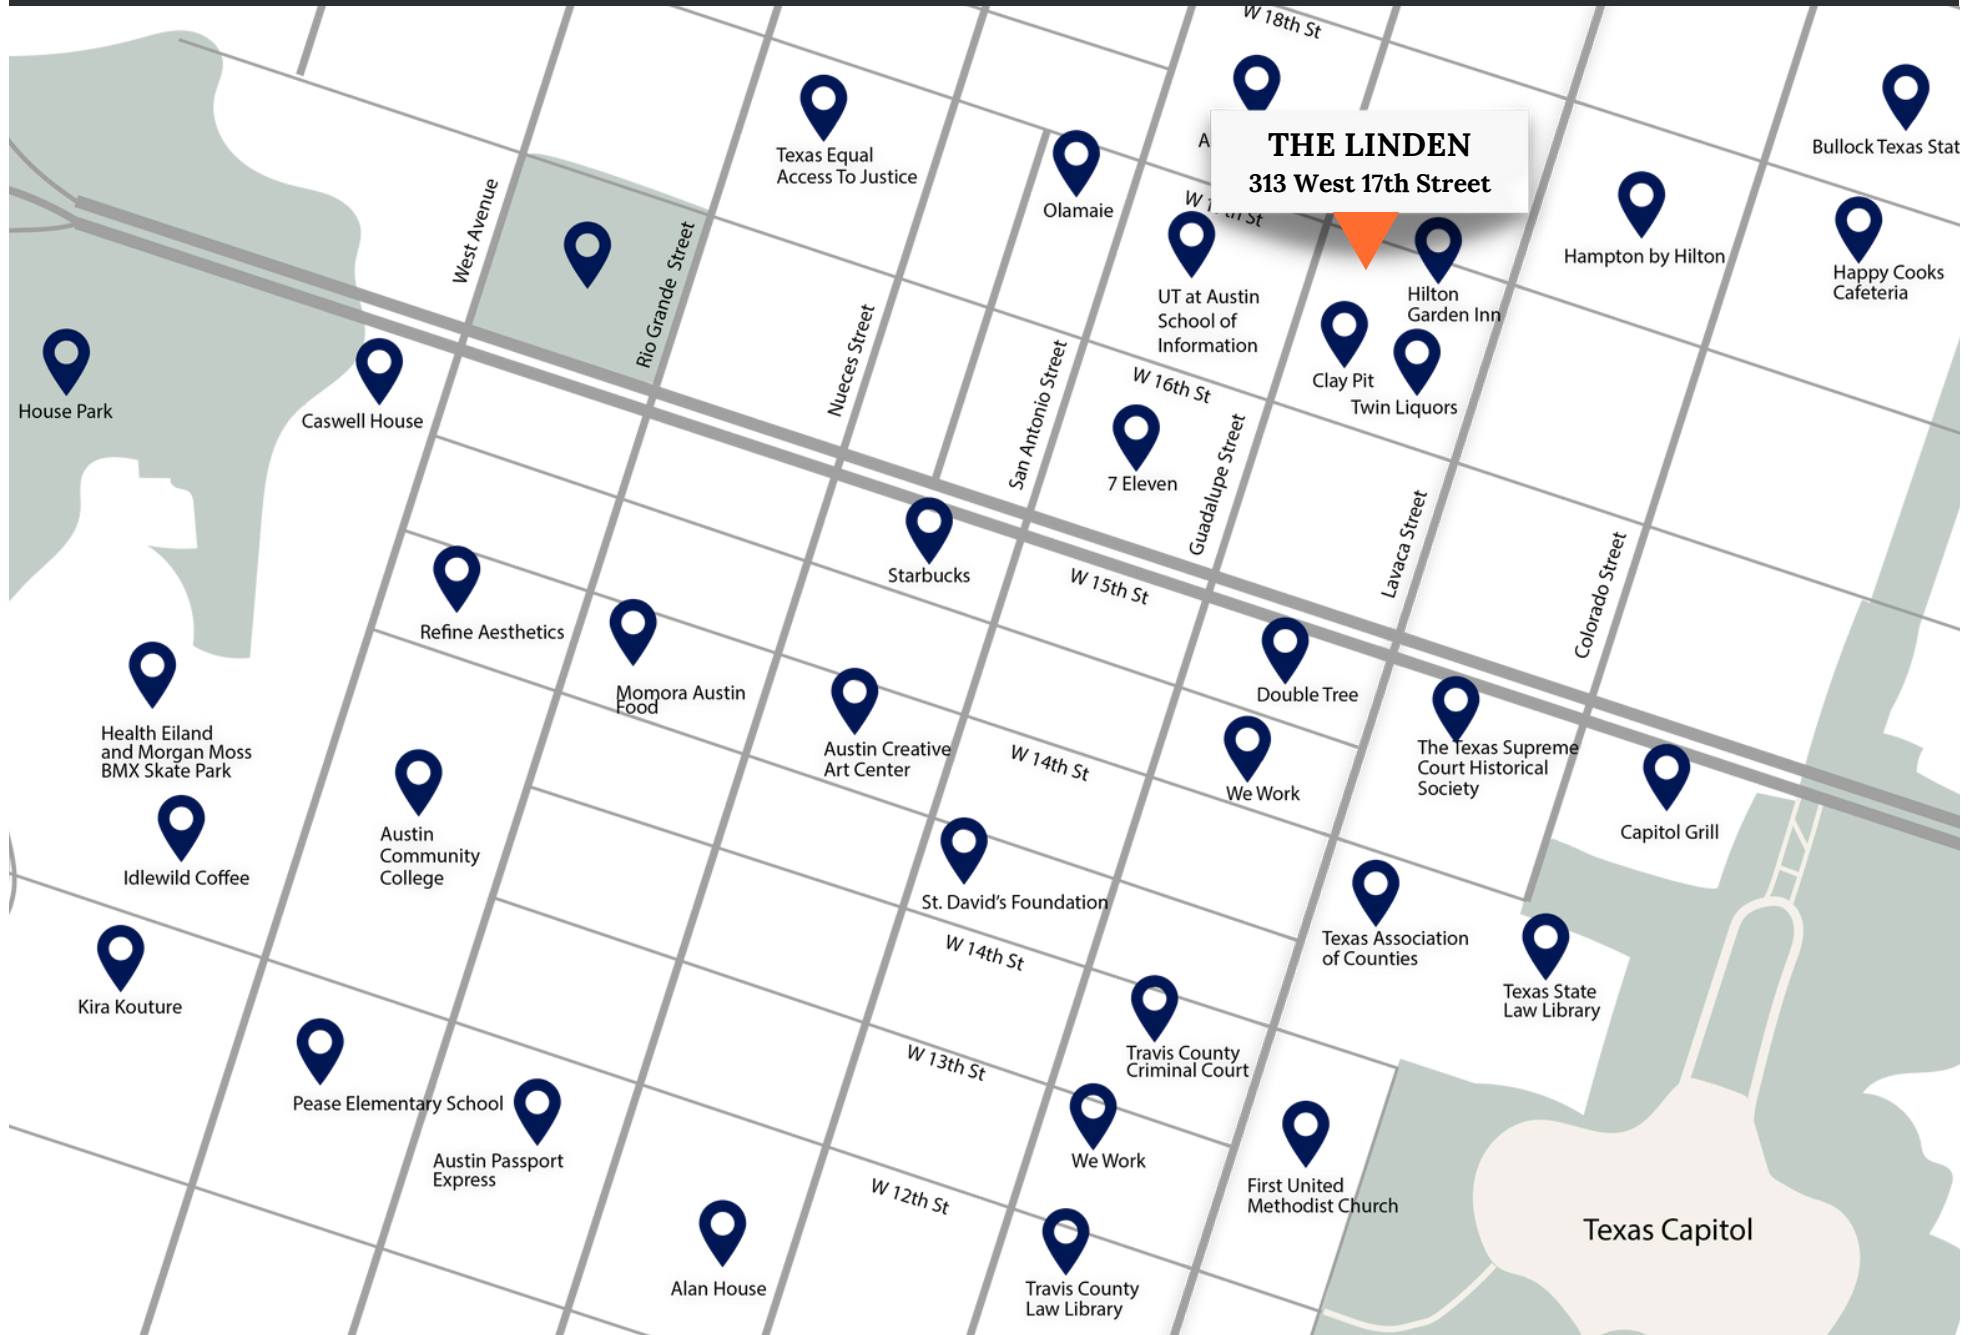 W 18th St
THE LINDEN
313 West 17th Street
Texas Equal
Access To Justice
Olamaie
Bullock Texas Stat
Hampton by Hilton
Happy Cooks
Cafeteria
West Avenue
Rio Grande Street
Nueces Street
San Antonio Street
Guadalupe Street
Lavaca Street
Colorado Street
UT at Austin
School of
Information
Hilton
Garden Inn
Clay Pit
Twin Liquors
W 16th St
7 Eleven
House Park
Caswell House
Starbucks
W 15th St
Refine Aesthetics
Momora Austin
Food
Double Tree
Austin Creative
Art Center
W 14th St
We Work
The Texas Supreme
Court Historical
Society
Capitol Grill
Health Eiland
and Morgan Moss
BMX Skate Park
Austin
Community
College
Idlewild Coffee
St. David's Foundation
W 14th St
Texas Association
of Counties
Texas State
Law Library
Kira Kouture
W 13th St
Travis County
Criminal Court
Pease Elementary School
Austin Passport
Express
We Work
W 12th St
First United
Methodist Church
Texas Capitol
Alan House
Travis County
Law Library